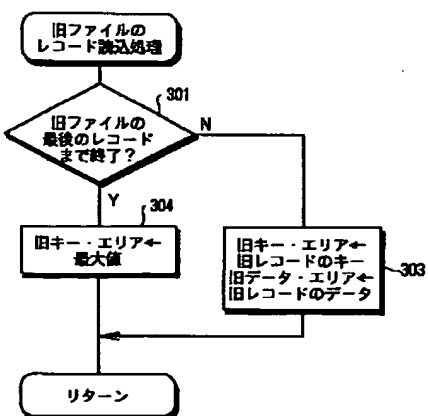 旧ファイルの
レコード読込処理
301
旧ファイルの
最後のレコード
まで終了？
N
Y
304
旧キー・エリア←
最大値
旧キー・エリア←
旧レコードのキー
旧データ・エリア←
旧レコードのデータ
303
リターン